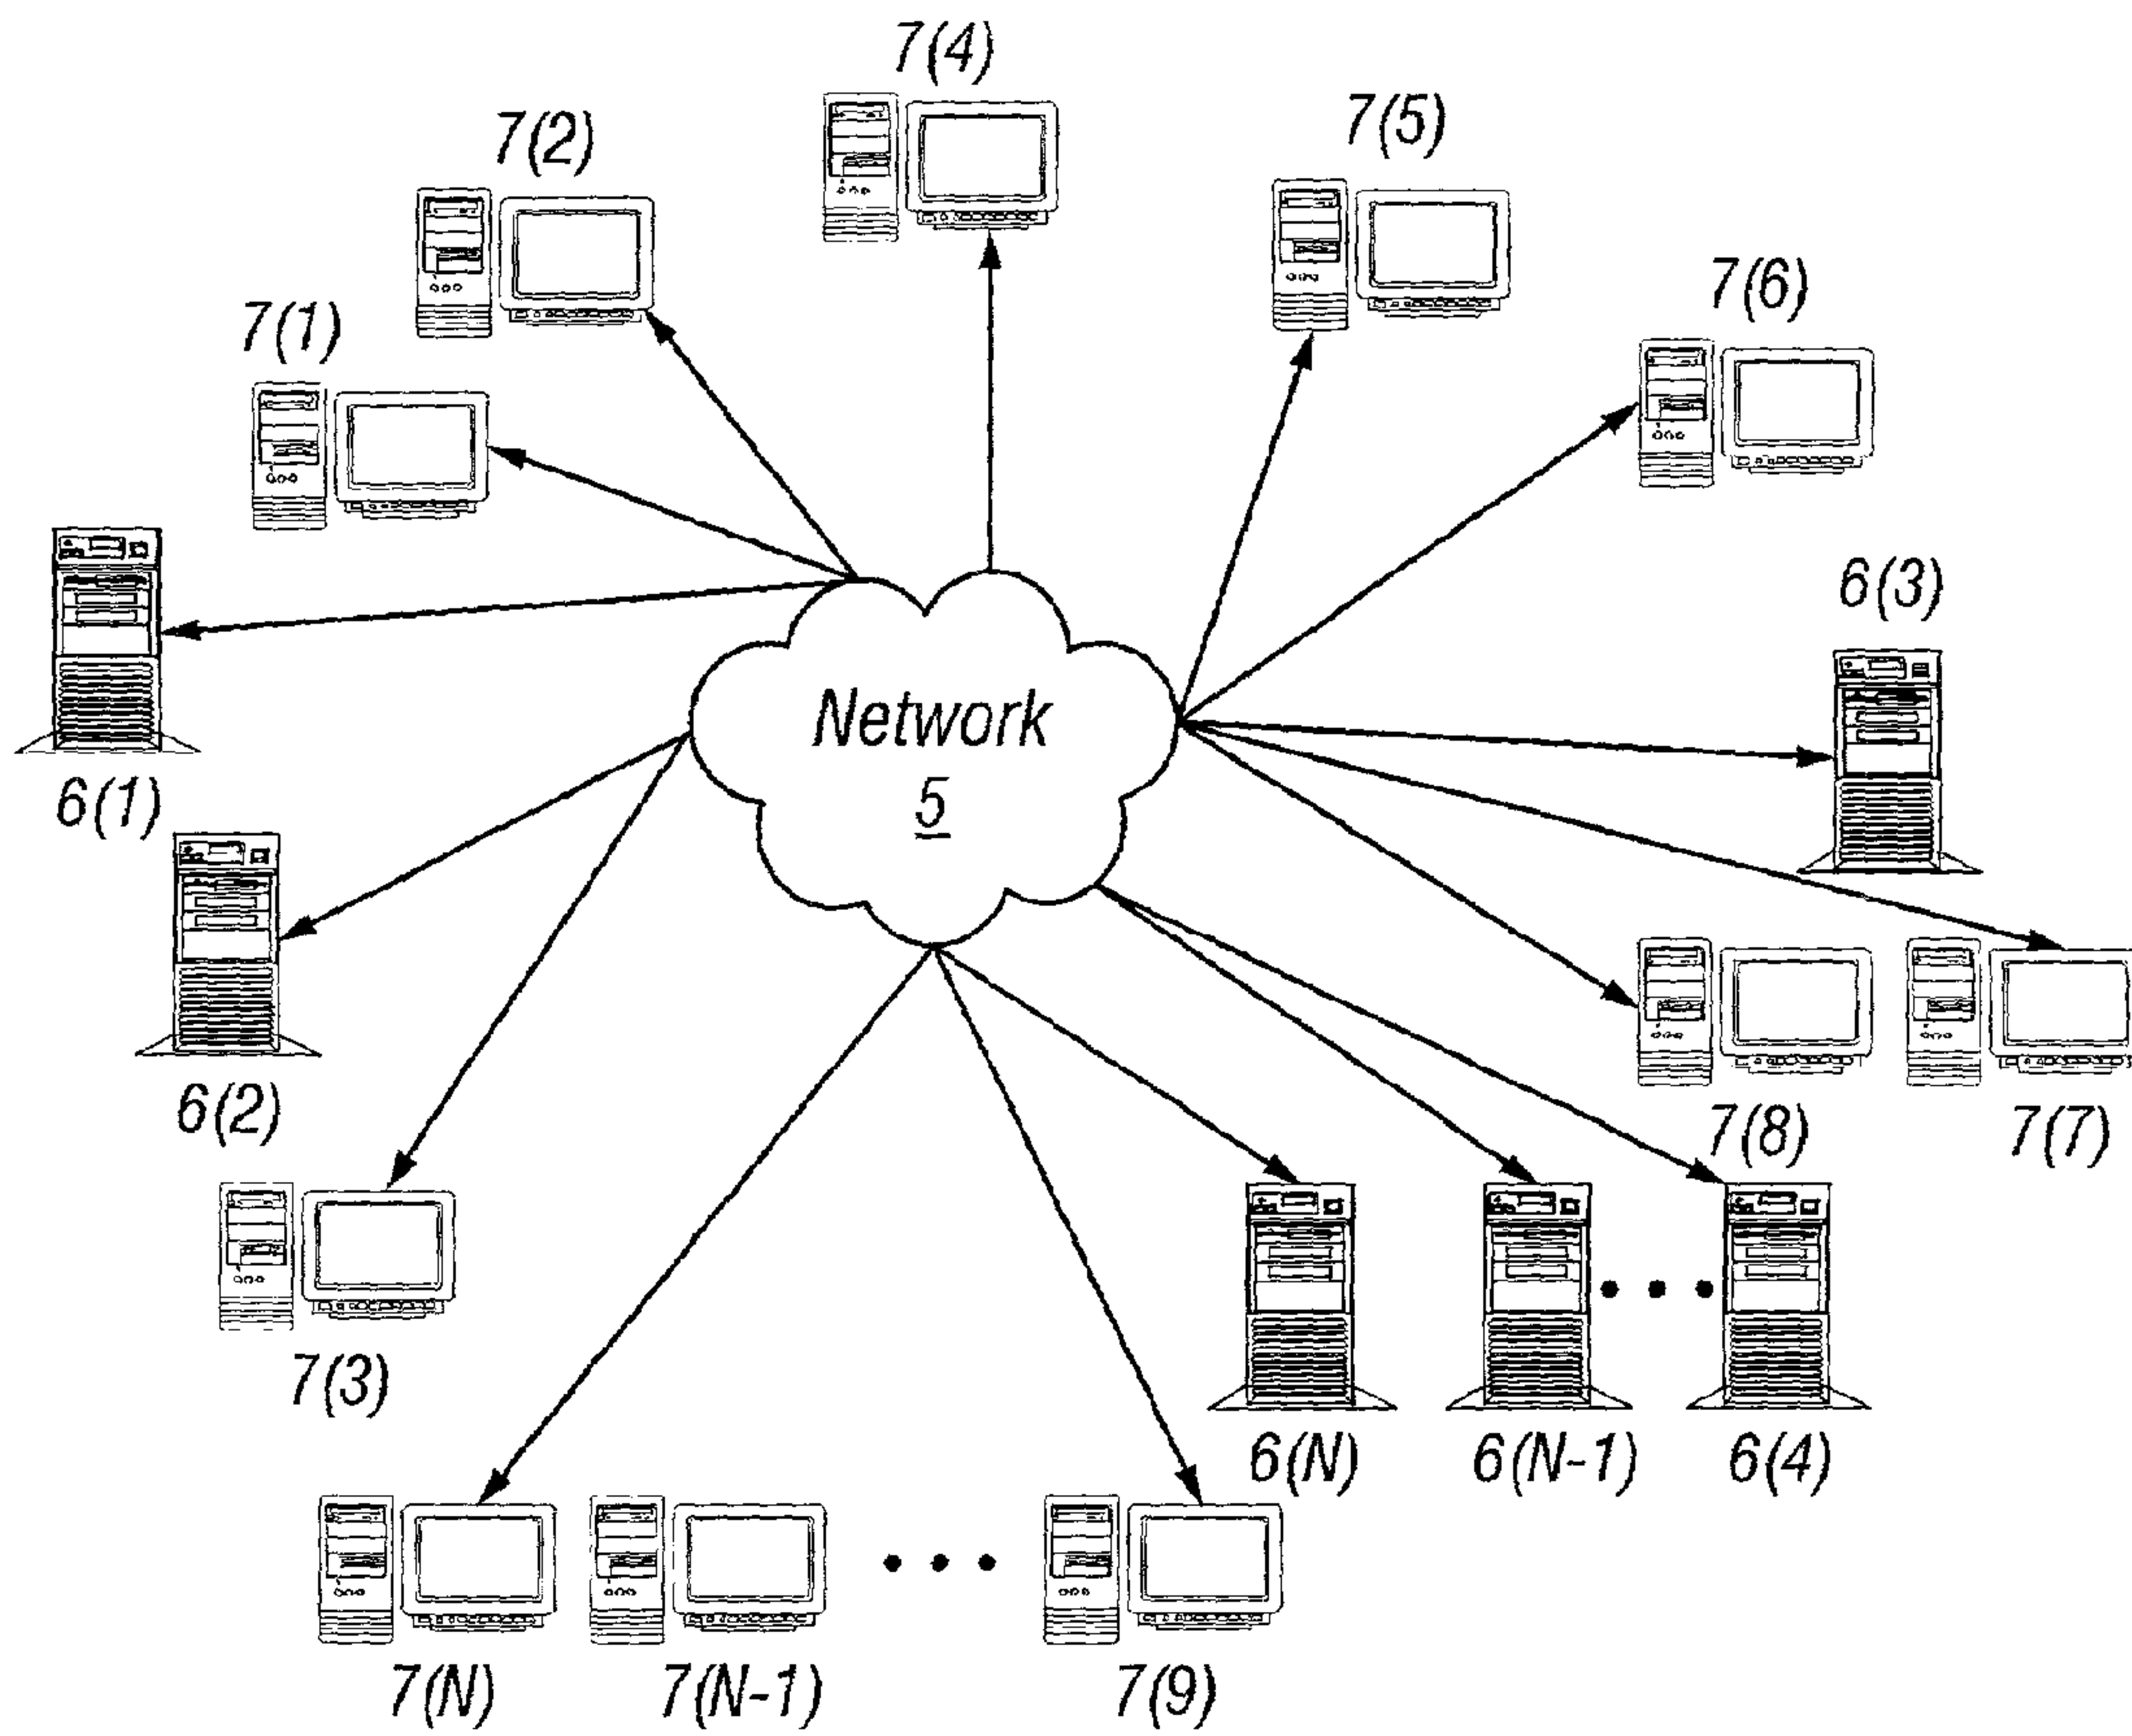 7(4)
7(2)
7(5)
7(6)
7(1)
6(3)
Network
5
6(1)
6(2)
7(8)
7(7)
7(3)
6(N)
6(N-1)
6(4)
7(N)
7(N-1)
7(9)